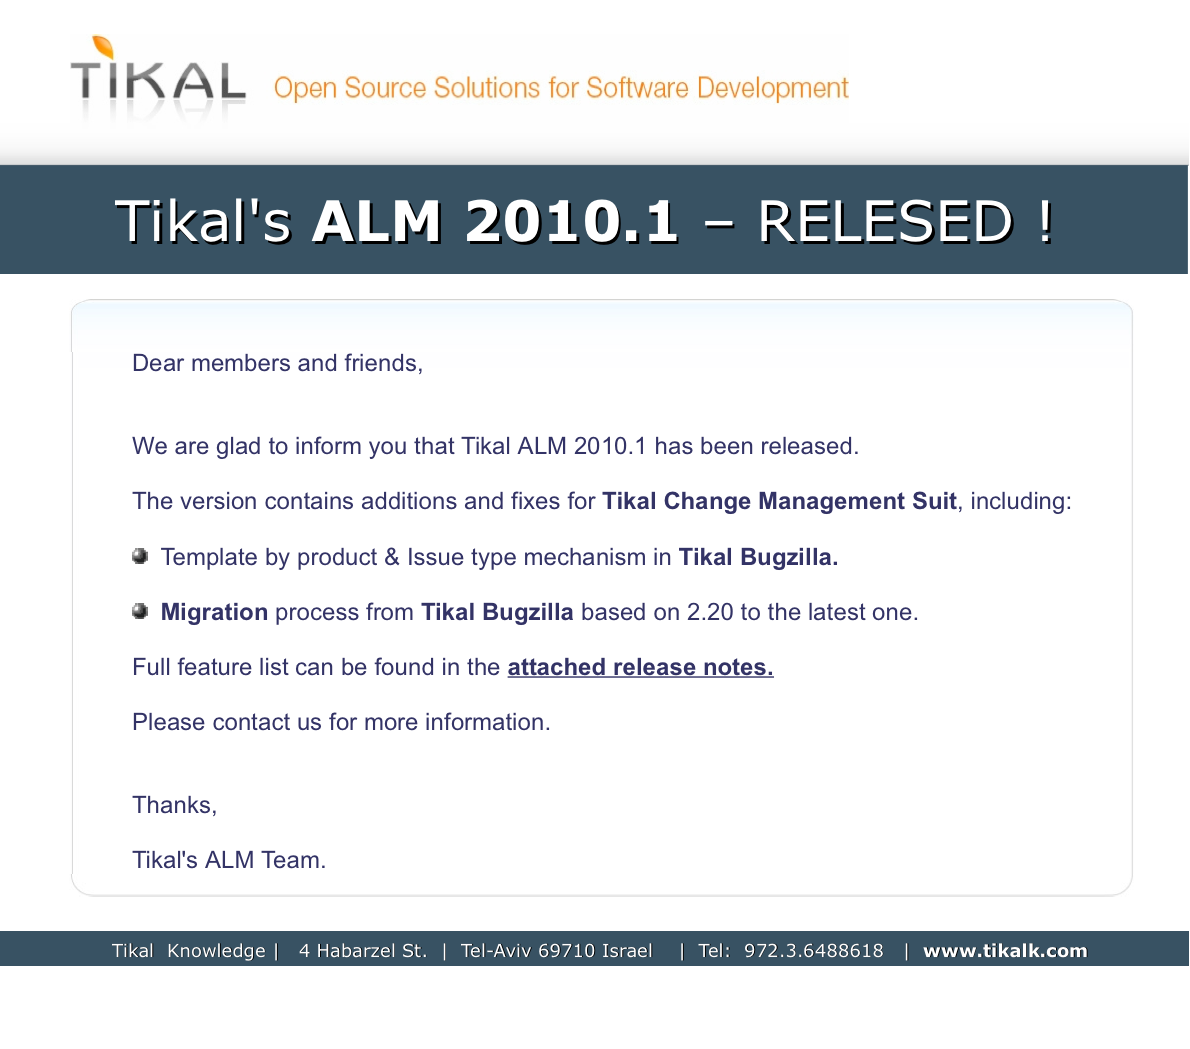 TIKAL Open Source Solutions for Software Development
Tikal's ALM 2010.1 – RELESED !
Dear members and friends,
We are glad to inform you that Tikal ALM 2010.1 has been released.
The version contains additions and fixes for Tikal Change Management Suit, including:
Template by product & Issue type mechanism in Tikal Bugzilla.
Migration process from Tikal Bugzilla based on 2.20 to the latest one.
Full feature list can be found in the attached release notes.
Please contact us for more information.
Thanks,
Tikal's ALM Team.
Tikal Knowledge | 4 Habarzel St. | Tel-Aviv 69710 Israel | Tel: 972.3.6488618 | www.tikalk.com